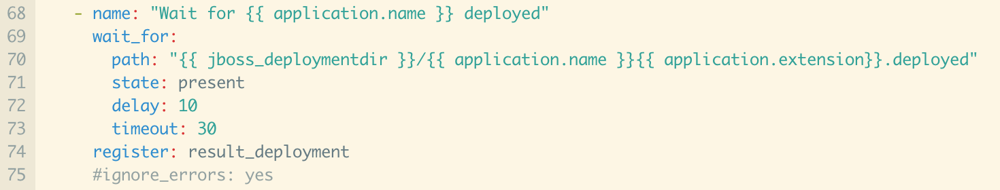 68 - name: "Wait for {{ application.name }} deployed"
69 wait_for:
70 path: "{{ jboss_deploymentdir }}/{{ application.name }}{{ application.extension}}.deployed"
71 state: present
72 delay: 10
73 timeout: 30
74 register: result_deployment
75 #ignore_errors: yes